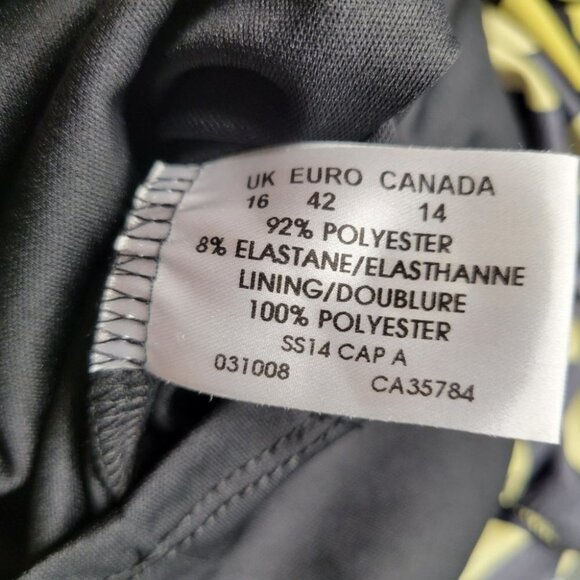 UK EURO CANADA
16 42 14
92% POLYESTER
8% ELASTANE/ELASTHANNE
LINING/DOUBLURE
100% POLYESTER
SS14 CAP A
031008 CA35784